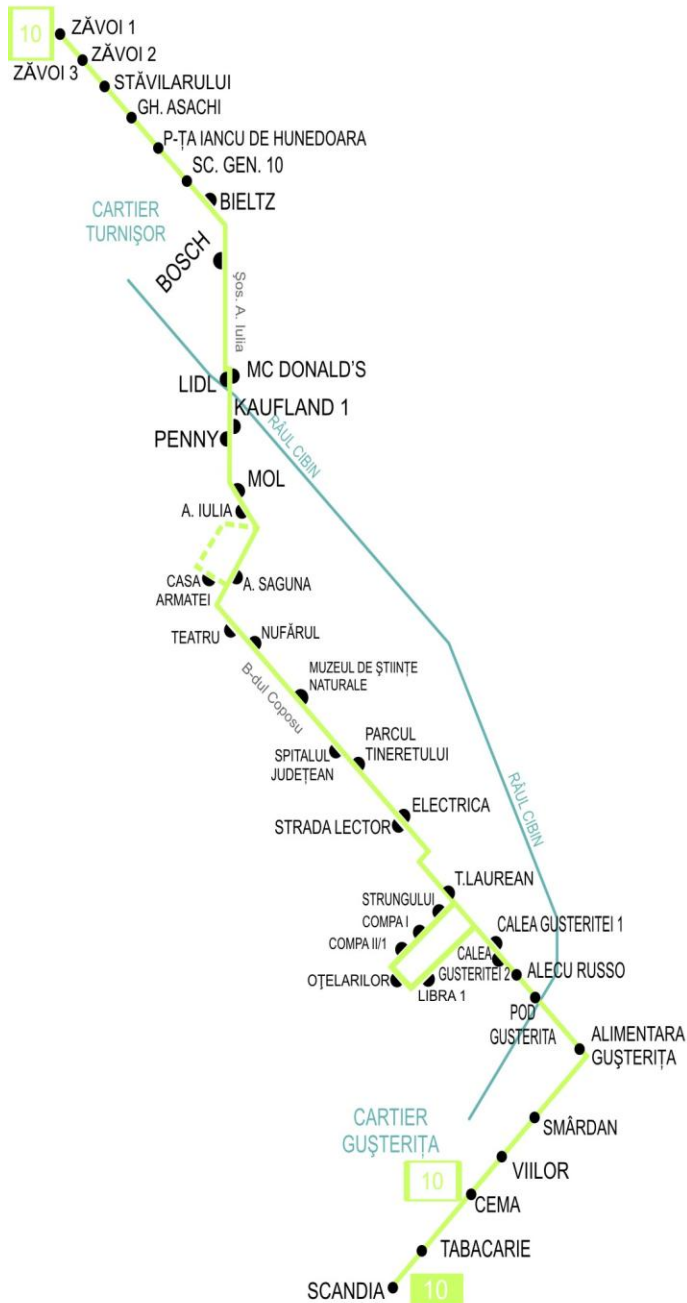 10
ZĂVOI 1
ZĂVOI 2
ZĂVOI 3
STĂVILARULUI
GH. ASACHI
P-ȚA IANCU DE HUNEDOARA
SC. GEN. 10
BIELTZ
CARTIER
TURNIȘOR
BOSCH
Șos. A. Iulia
MC DONALD'S
LIDL
KAUFLAND 1
PENNY
RÂUL CIBIN
MOL
A. IULIA
CASA
ARMATEI
A. SAGUNA
TEATRU
NUFĂRUL
B-dul Coposu
MUZEUL DE ȘTIINȚE
NATURALE
PARCUL
TINERETULUI
SPITALUL
JUDEȚEAN
RÂUL CIBIN
ELECTRICA
STRADA LECTOR
T.LAUREAN
STRUNGULUI
COMPA I
COMPA II/1
OȚELARILOR
LIBRA 1
CALEA GUSTERITEI 1
CALEA
GUSTERITEI 2
ALECU RUSSO
POD
GUSTERITA
ALIMENTARA
GUȘTERIȚA
CARTIER
GUȘTERIȚA
SMÂRDAN
VIILOR
10
CEMA
TABACARIE
SCANDIA
10